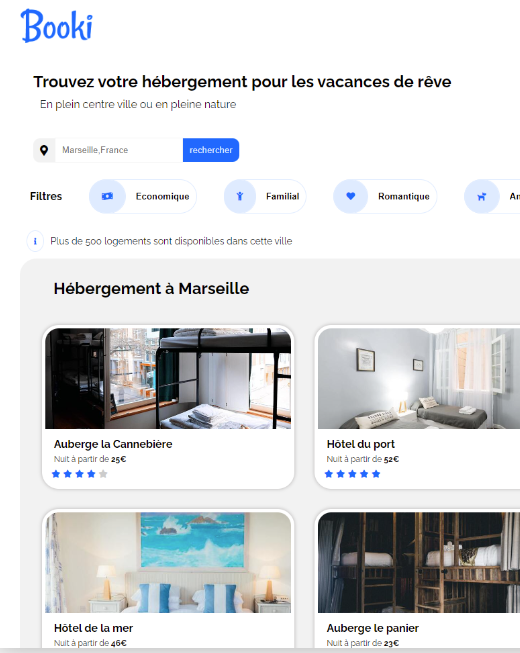 Booki
Trouvez votre hébergement pour les vacances de rêve
En plein centre ville ou en pleine nature
Marseille,France rechercher
Filtres Economique Familial Romantique
Plus de 500 logements sont disponibles dans cette ville
Hébergement à Marseille
Auberge la Cannebière
Nuit à partir de 25€
Hôtel du port
Nuit à partir de 52€
Hôtel de la mer
Nuit à partir de 46€
Auberge le panier
Nuit à partir de 23€